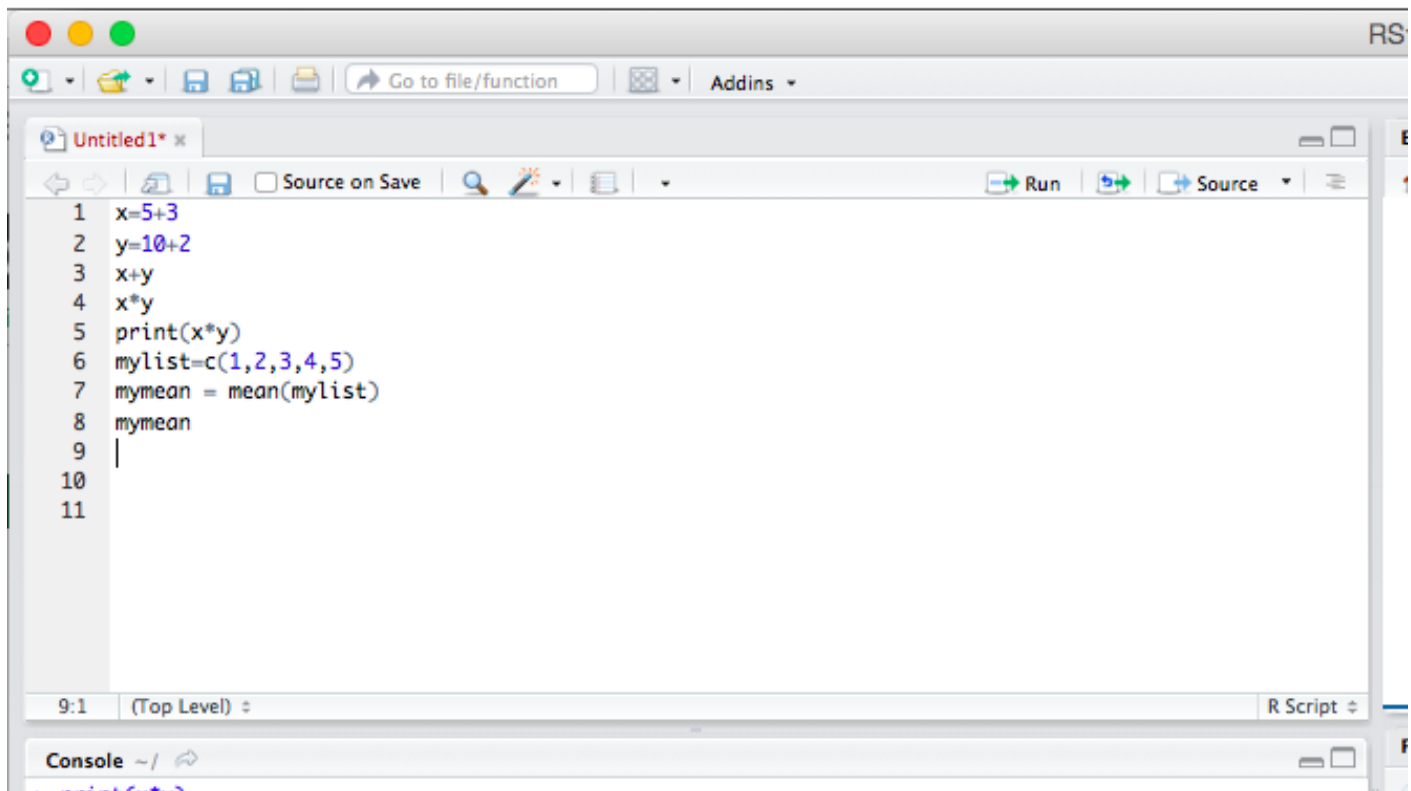 RS
Go to file/function
Addins
Untitled1*
Source on Save
Run
Source
1 x=5+3
2 y=10+2
3 x+y
4 x*y
5 print(x*y)
6 mylist=c(1,2,3,4,5)
7 mymean = mean(mylist)
8 mymean
9
10
11
9:1 (Top Level)
R Script
Console ~/
print(x*y)